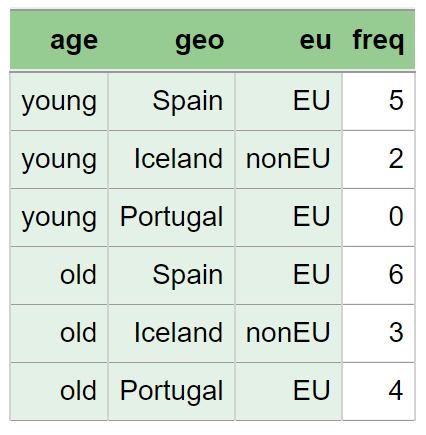 age geo eu freq
young Spain EU 5
young Iceland nonEU 2
young Portugal EU 0
old Spain EU 6
old Iceland nonEU 3
old Portugal EU 4